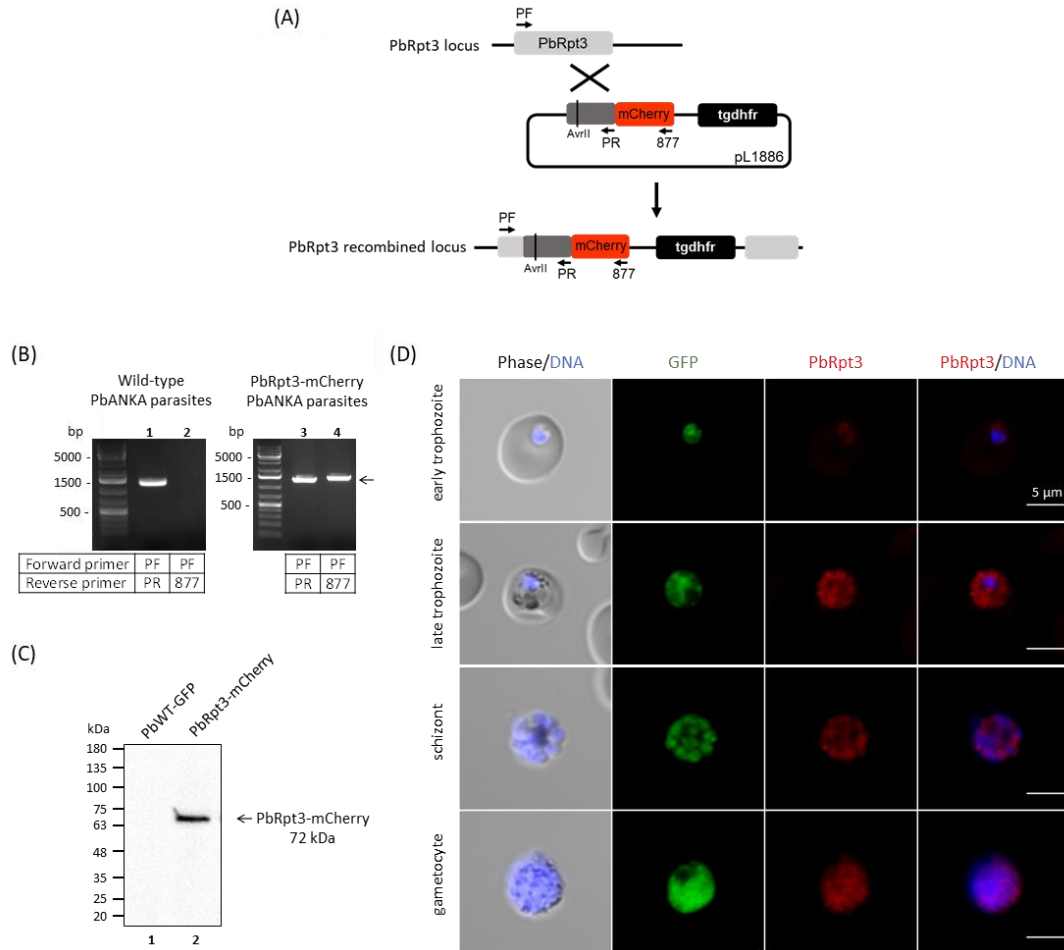 (A)
PF
PbRpt3 locus
PbRpt3
mCherry
tgdhfr
AvrII
PR
877
pL1886
PF
PbRpt3 recombined locus
mCherry
tgdhfr
AvrII
PR
877
(B)
Wild-type
PbANKA parasites
PbRpt3-mCherry
PbANKA parasites
bp
1
2
bp
3
4
5000 -
1500 -
500 -
5000 -
1500 -
500 -
Forward primer PF PF
Reverse primer PR 877
PF PF
PR 877
(C)
PbWT-GFP
PbRpt3-mCherry
kDa
180
135
100
75
63
48
35
25
20
PbRpt3-mCherry
72 kDa
1
2
(D)
Phase/DNA
GFP
PbRpt3
PbRpt3/DNA
early trophozoite
5 µm
late trophozoite
schizont
gametocyte